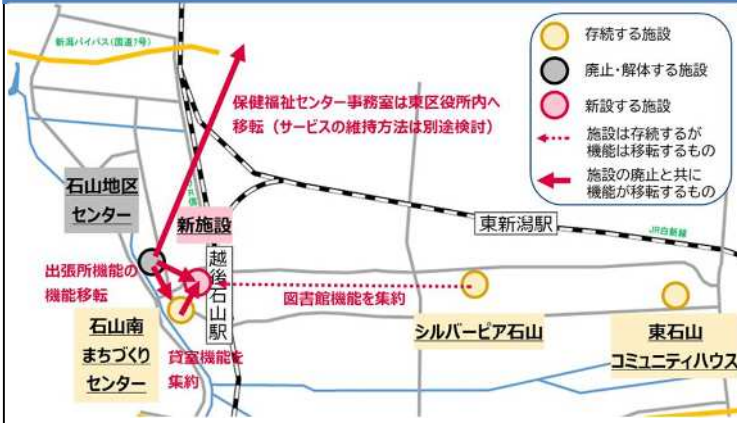 新潟バイパス(国道7号)
存続する施設
廃止・解体する施設
新設する施設
施設は存続するが
機能は移転するもの
施設の廃止と共に
機能が移転するもの
保健福祉センター事務室は東区役所内へ
移転（サービスの維持方法は別途検討）
石山地区
センター
新施設
東新潟駅
JR白新線
出張所機能の
機能移転
越後石山駅
図書館機能を集約
石山南
まちづくり
センター
貸室機能を
集約
シルバーピア石山
東石山
コミュニティハウス